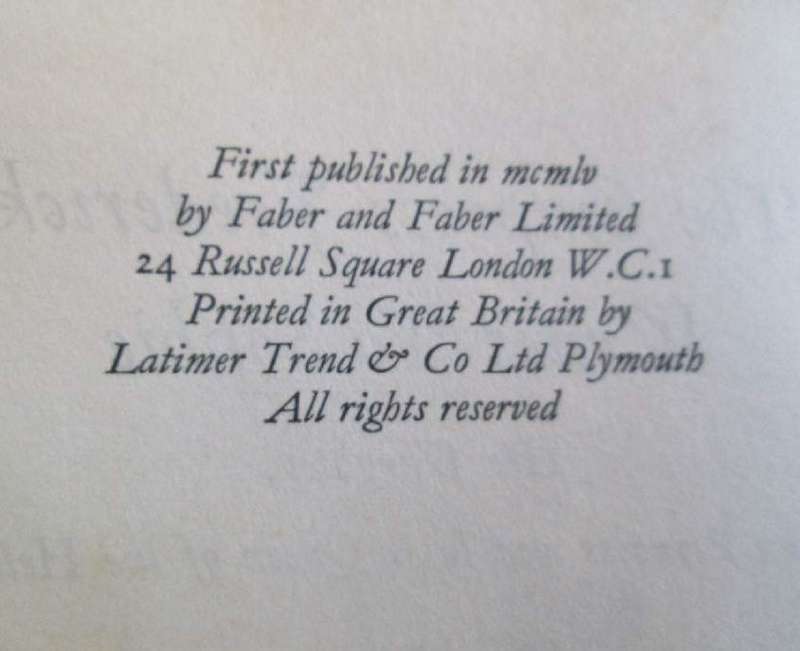 First published in mcmlv
by Faber and Faber Limited
24 Russell Square London W.C.1
Printed in Great Britain by
Latimer Trend & Co Ltd Plymouth
All rights reserved